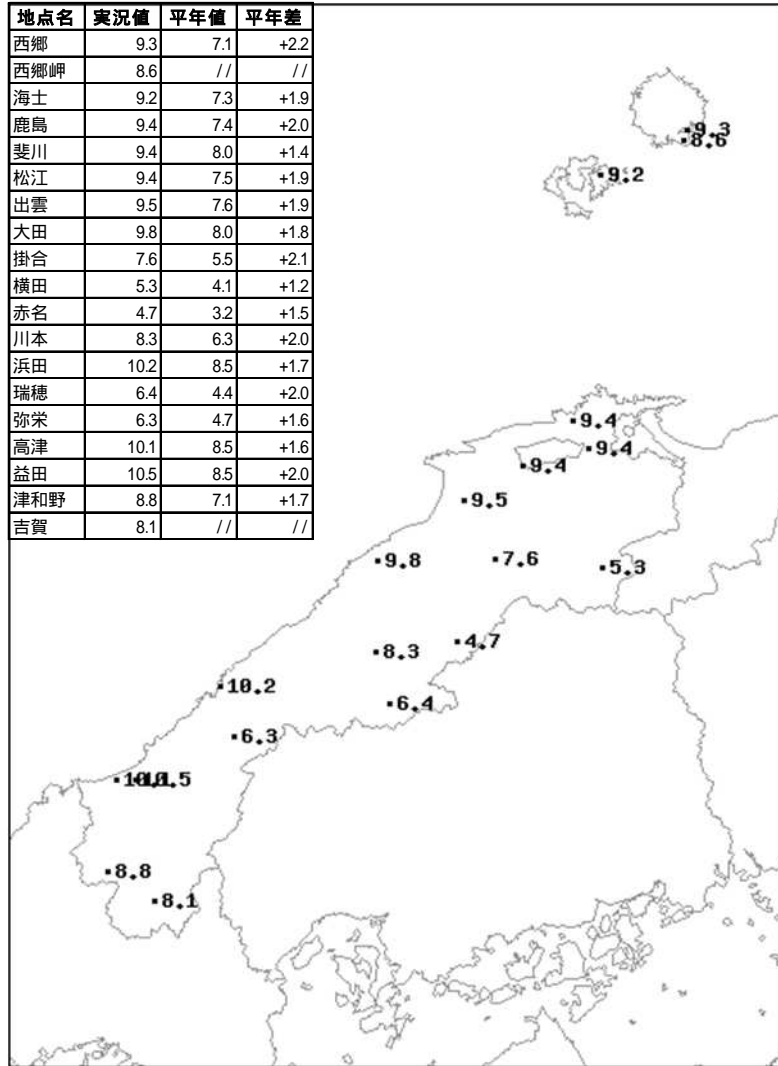 地点名 実況値 平年値 平年差
西郷 9.3 7.1 +2.2
西郷岬 8.6 // //
海士 9.2 7.3 +1.9
鹿島 9.4 7.4 +2.0
斐川 9.4 8.0 +1.4
松江 9.4 7.5 +1.9
出雲 9.5 7.6 +1.9
大田 9.8 8.0 +1.8
掛合 7.6 5.5 +2.1
横田 5.3 4.1 +1.2
赤名 4.7 3.2 +1.5
川本 8.3 6.3 +2.0
浜田 10.2 8.5 +1.7
瑞穂 6.4 4.4 +2.0
弥栄 6.3 4.7 +1.6
高津 10.1 8.5 +1.6
益田 10.5 8.5 +2.0
津和野 8.8 7.1 +1.7
吉賀 8.1 // //
9.3
8.6
9.2
9.4
9.4
9.4
9.5
9.8
7.6
5.3
4.7
8.3
10.2
6.4
6.3
8.8
8.1